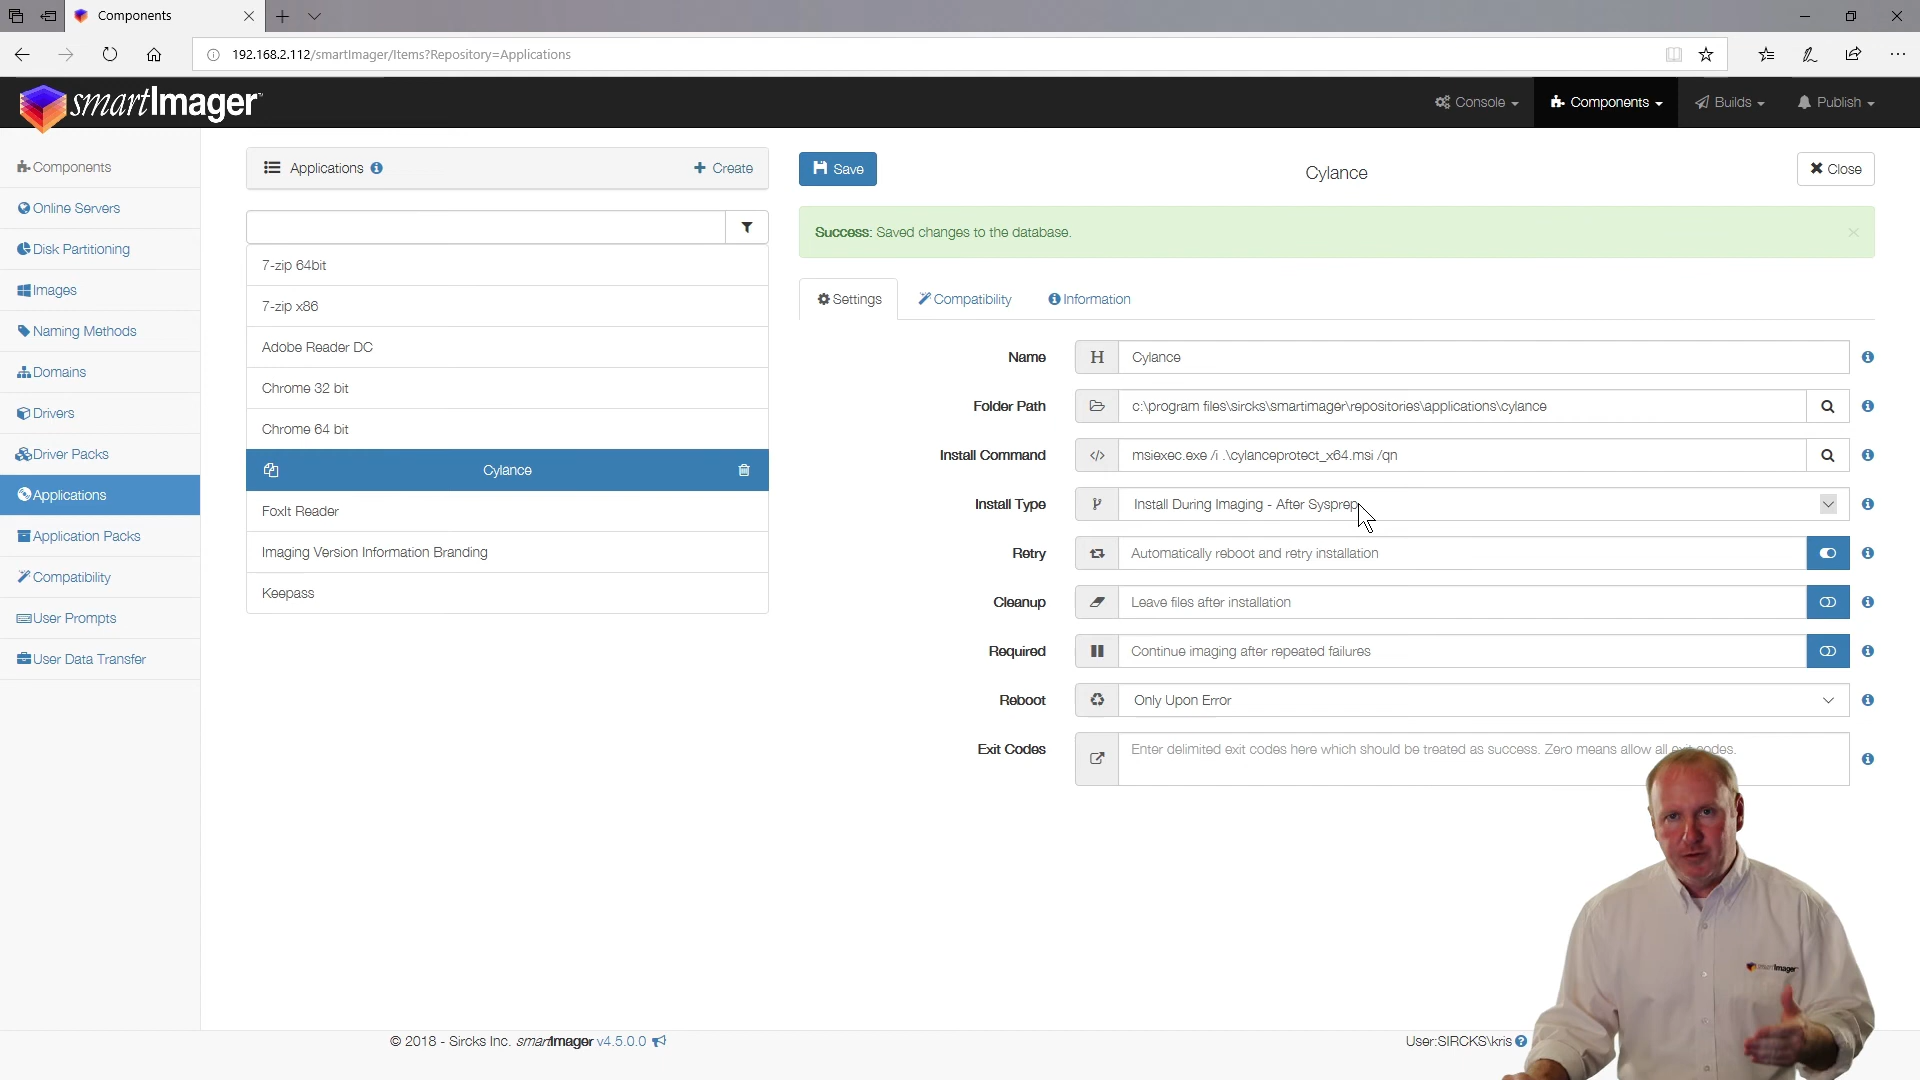 Components
192.168.2.112/smartImager/Items?Repository=Applications
smartImager™
Console
Components
Builds
Publish
Components
Online Servers
Disk Partitioning
Images
Naming Methods
Domains
Drivers
Driver Packs
Applications
Application Packs
Compatibility
User Prompts
User Data Transfer
Applications
Create
7-zip 64bit
7-zip x86
Adobe Reader DC
Chrome 32 bit
Chrome 64 bit
Cylance
FoxIt Reader
Imaging Version Information Branding
Keepass
Save
Cylance
Close
Success: Saved changes to the database.
Settings
Compatibility
Information
Name
H
Cylance
Folder Path
c:\program files\sircks\smartimager\repositories\applications\cylance
Install Command
msiexec.exe /i .\cylanceprotect_x64.msi /qn
Install Type
Install During Imaging - After Sysprep
Retry
Automatically reboot and retry installation
Cleanup
Leave files after installation
Required
Continue imaging after repeated failures
Reboot
Only Upon Error
Exit Codes
Enter delimited exit codes here which should be treated as success. Zero means allow all exit codes.
smartImager
© 2018 - Sircks Inc. smartImager v4.5.0.0
User:SIRCKS\kris